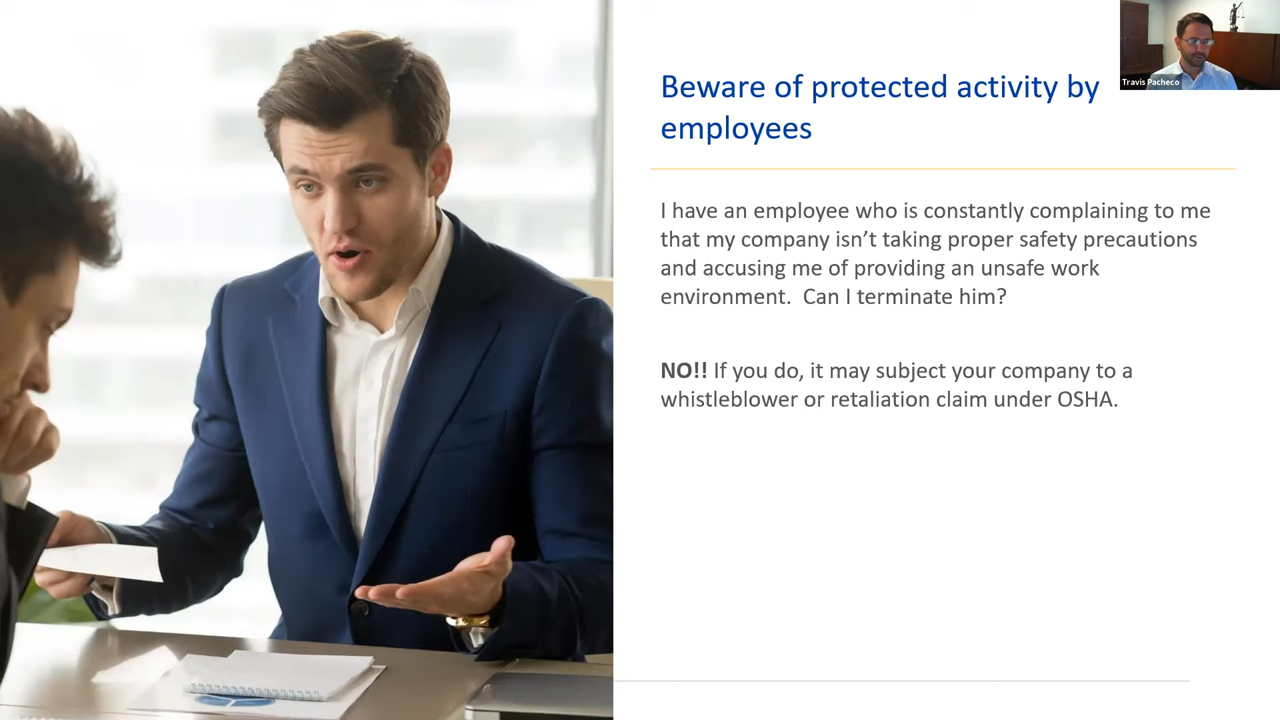 Beware of protected activity by
employees
Travis Pacheco
I have an employee who is constantly complaining to me
that my company isn’t taking proper safety precautions
and accusing me of providing an unsafe work
environment.  Can I terminate him?
NO!! If you do, it may subject your company to a
whistleblower or retaliation claim under OSHA.